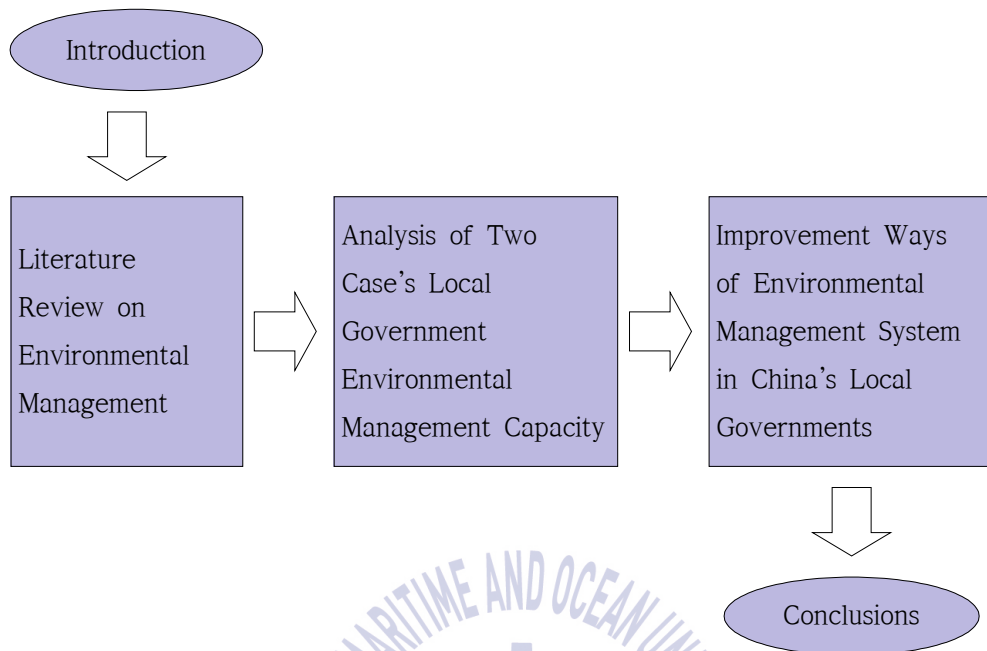 Introduction
Literature
Review on
Environmental
Management
Analysis of Two
Case's Local
Government
Environmental
Management Capacity
Improvement Ways
of Environmental
Management System
in China's Local
Governments
Conclusions
AND OCEAN